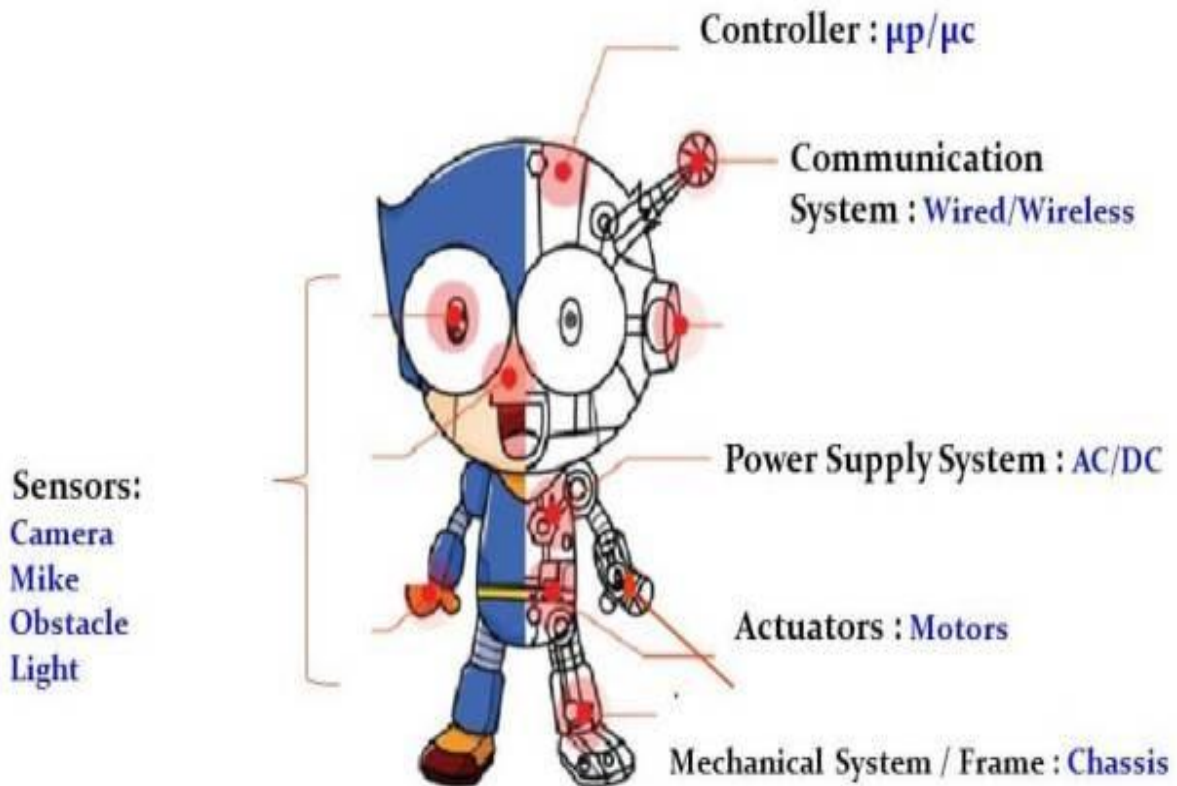 Controller : µp/µc
Communication
System : Wired/Wireless
Power Supply System : AC/DC
Sensors:
Camera
Mike
Obstacle
Light
Actuators : Motors
Mechanical System / Frame : Chassis